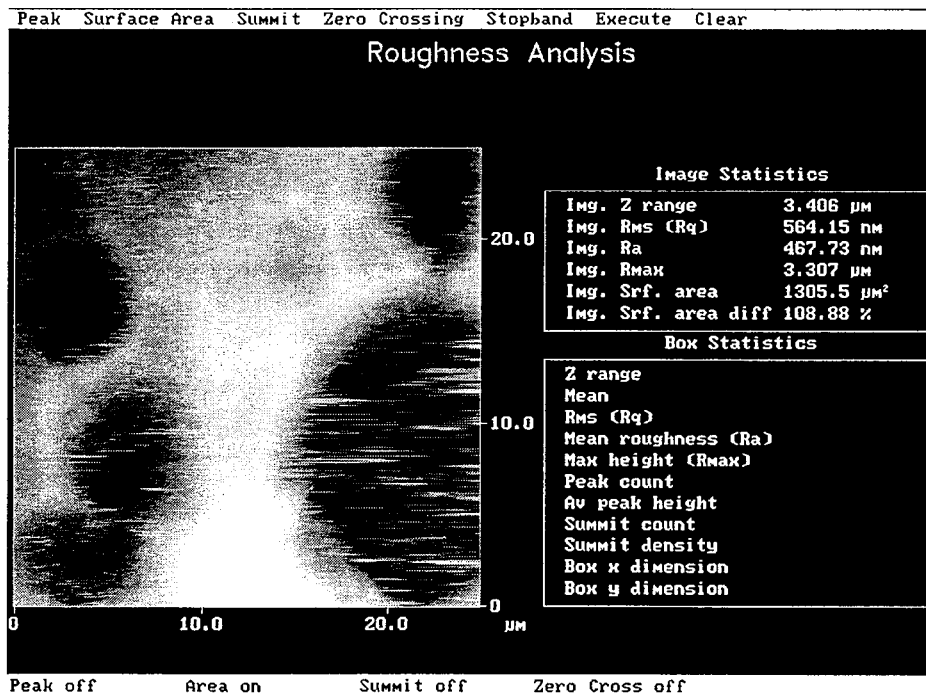 Peak Surface Area Summit Zero Crossing Stopband Execute Clear
Roughness Analysis
Image Statistics
Img. Z range 3.406 µm
Img. Rms (Rq) 564.15 nm
Img. Ra 467.73 nm
Img. Rmax 3.307 µm
Img. Srf. area 1305.5 µm²
Img. Srf. area diff 108.88 %
Box Statistics
Z range
Mean
Rms (Rq)
Mean roughness (Ra)
Max height (Rmax)
Peak count
Av peak height
Summit count
Summit density
Box x dimension
Box y dimension
20.0
10.0
0
0 10.0 20.0 µm
Peak off Area on Summit off Zero Cross off